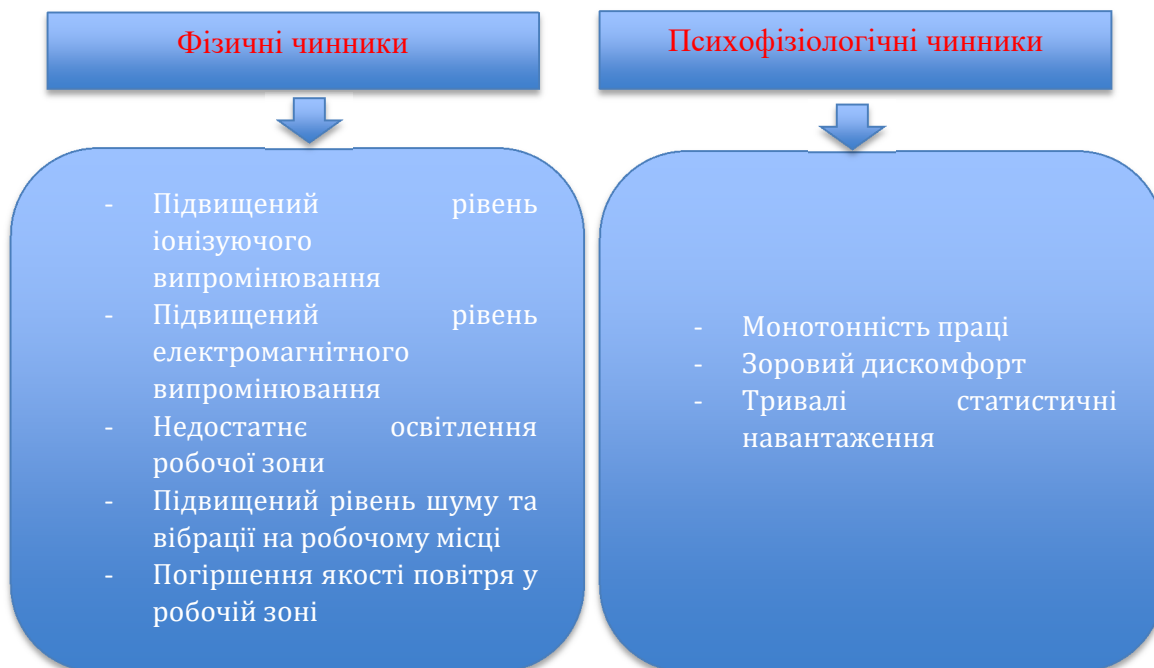 Фізичні чинники
- Підвищений рівень
іонізуючого
випромінювання
- Підвищений рівень
електромагнітного
випромінювання
- Недостатнє освітлення
робочої зони
- Підвищений рівень шуму та
вібрації на робочому місці
- Погіршення якості повітря у
робочій зоні
Психофізіологічні чинники
- Монотонність праці
- Зоровий дискомфорт
- Тривалі статистичні
навантаження